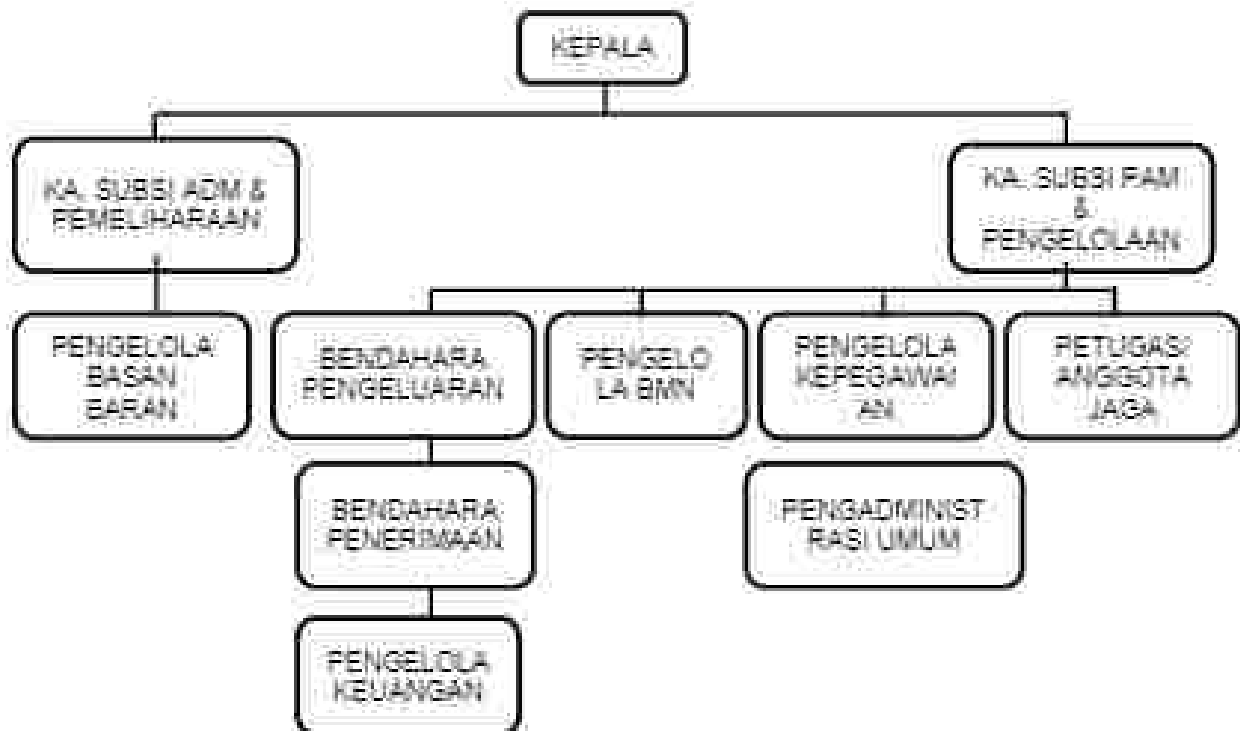 KEPALA
KA. SUBSI ADM &
PEMELIHARAAN
KA. SUBSI PAM
&
PENGELOLAAN
PENGELOLA
BASAN
BARAN
BENDAHARA
PENGELUARAN
PENGELO
LA BMN
PENGELOLA
KEPEGAWAI
AN
PETUGAS/
ANGGOTA
JAGA
BENDAHARA
PENERIMAAN
PENGADMINIST
RASI UMUM
PENGELOLA
KEUANGAN